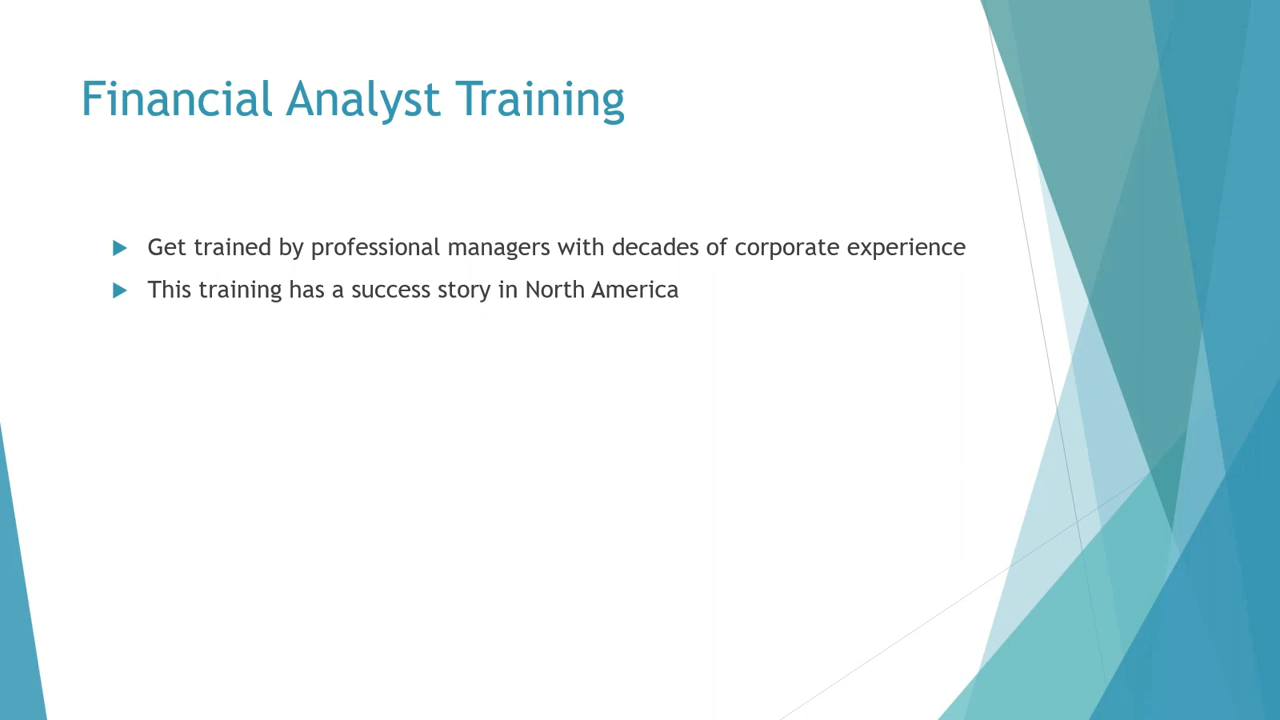 Financial Analyst Training
Get trained by professional managers with decades of corporate experience
This training has a success story in North America